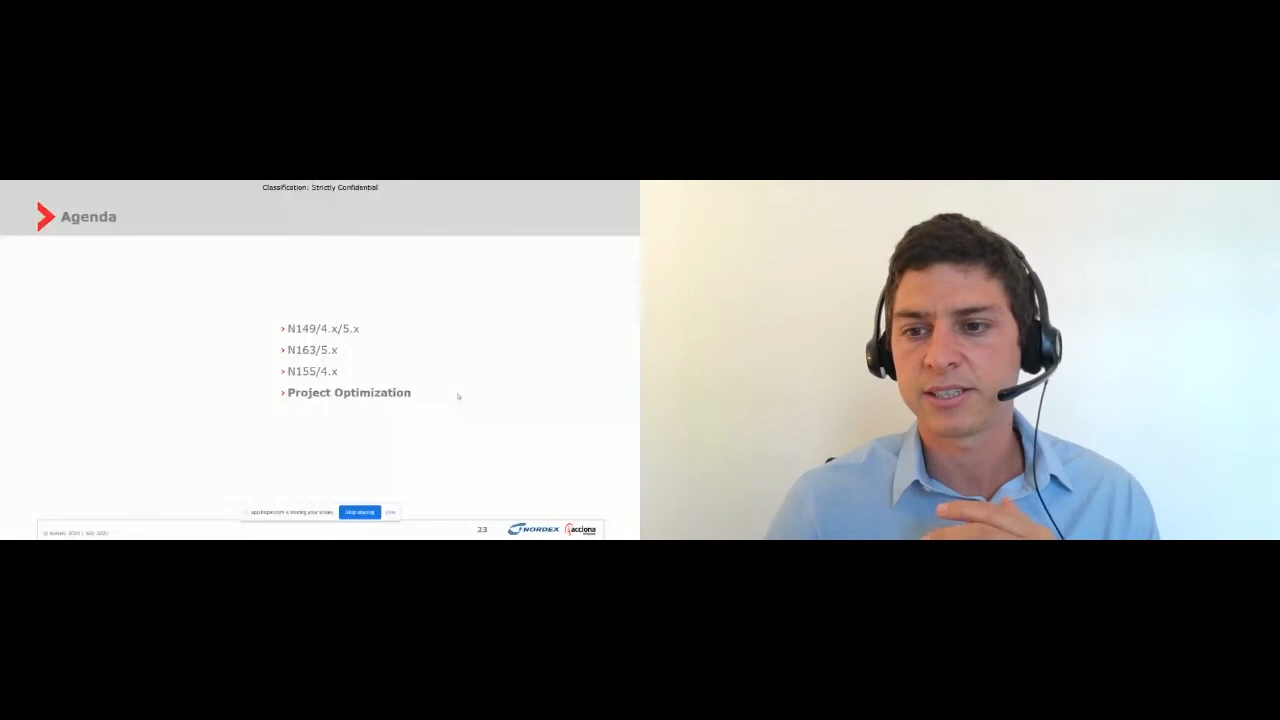 Classification: Strictly Confidential
Agenda
N149/4.x/5.x
N163/5.x
N155/4.x
Project Optimization
Stop sharing
23
NORDEX
acciona